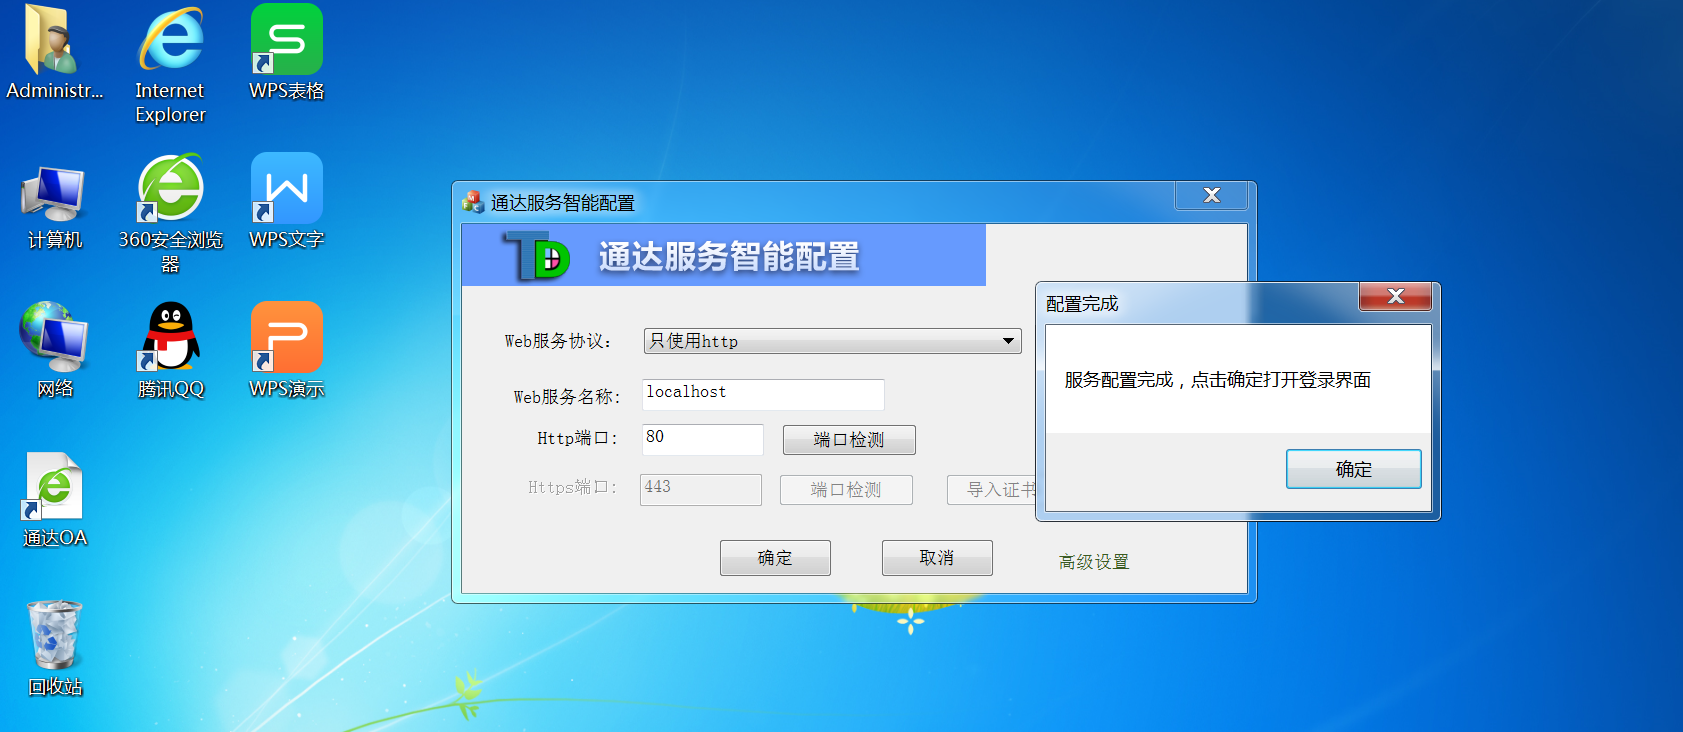 Administr...
Internet
Explorer
WPS表格
计算机
360安全浏览
器
WPS文字
网络
腾讯QQ
WPS演示
通达OA
回收站
通达服务智能配置
TD 通达服务智能配置
Web服务协议：
只使用http
Web服务名称：
localhost
Http端口：
80
端口检测
Https端口：
443
端口检测
导入证书
确定
取消
高级设置
配置完成
服务配置完成，点击确定打开登录界面
确定